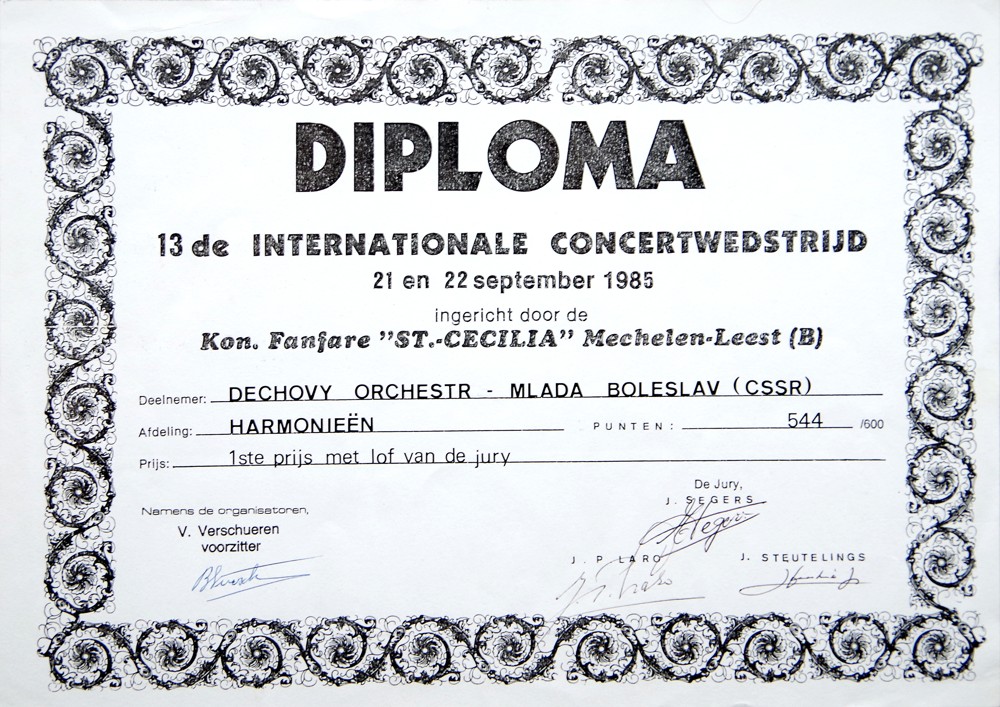 DIPLOMA
13 de INTERNATIONALE CONCERTWEDSTRIJD
21 en 22 september 1985
ingericht door de
Kon. Fanfare "ST.-CECILIA" Mechelen-Leest (B)
Deelnemer: DECHOVY ORCHESTR - MLADA BOLESLAV (CSSR)
Afdeling: HARMONIEËN PUNTEN: 544 /600
Prijs: 1ste prijs met lof van de jury
De Jury,
J. SEGERS
Namens de organisatoren,
V. Verschueren
voorzitter
J. P LARO J. STEUTELINGS